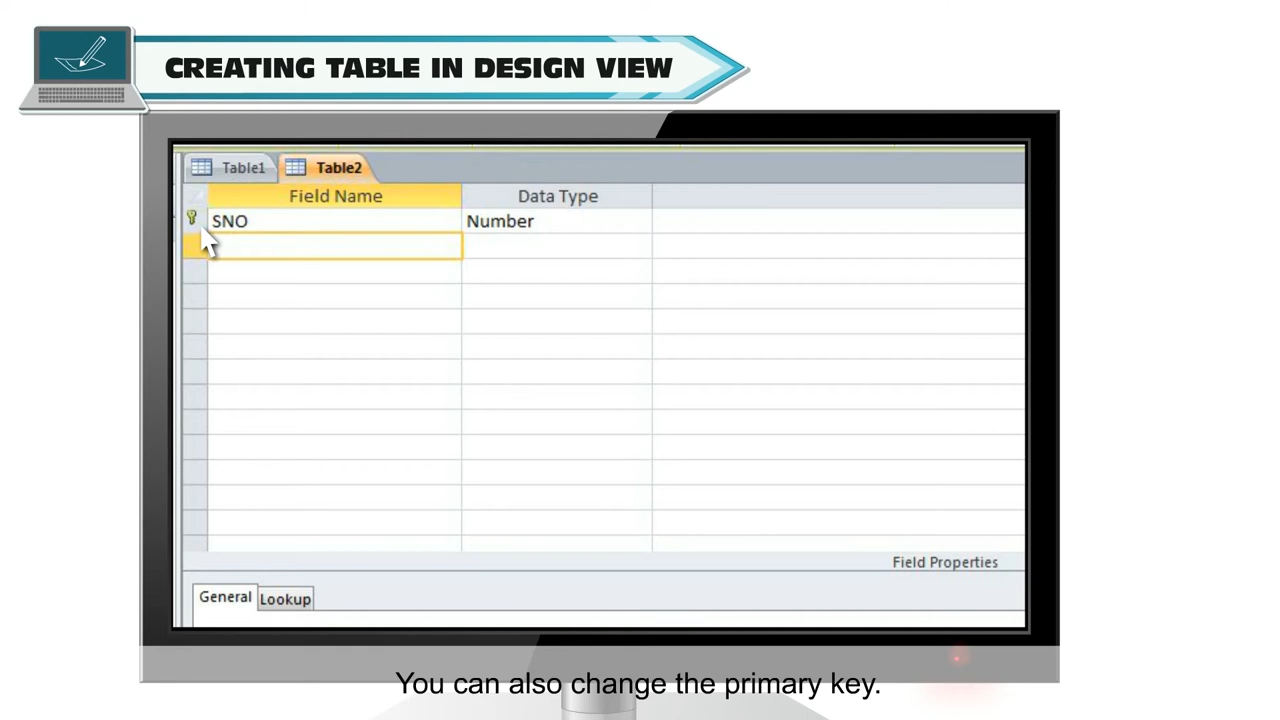 CREATING TABLE IN DESIGN VIEW
Table1 Table2
Field Name Data Type
SNO Number
Field Properties
General Lookup
You can also change the primary key.